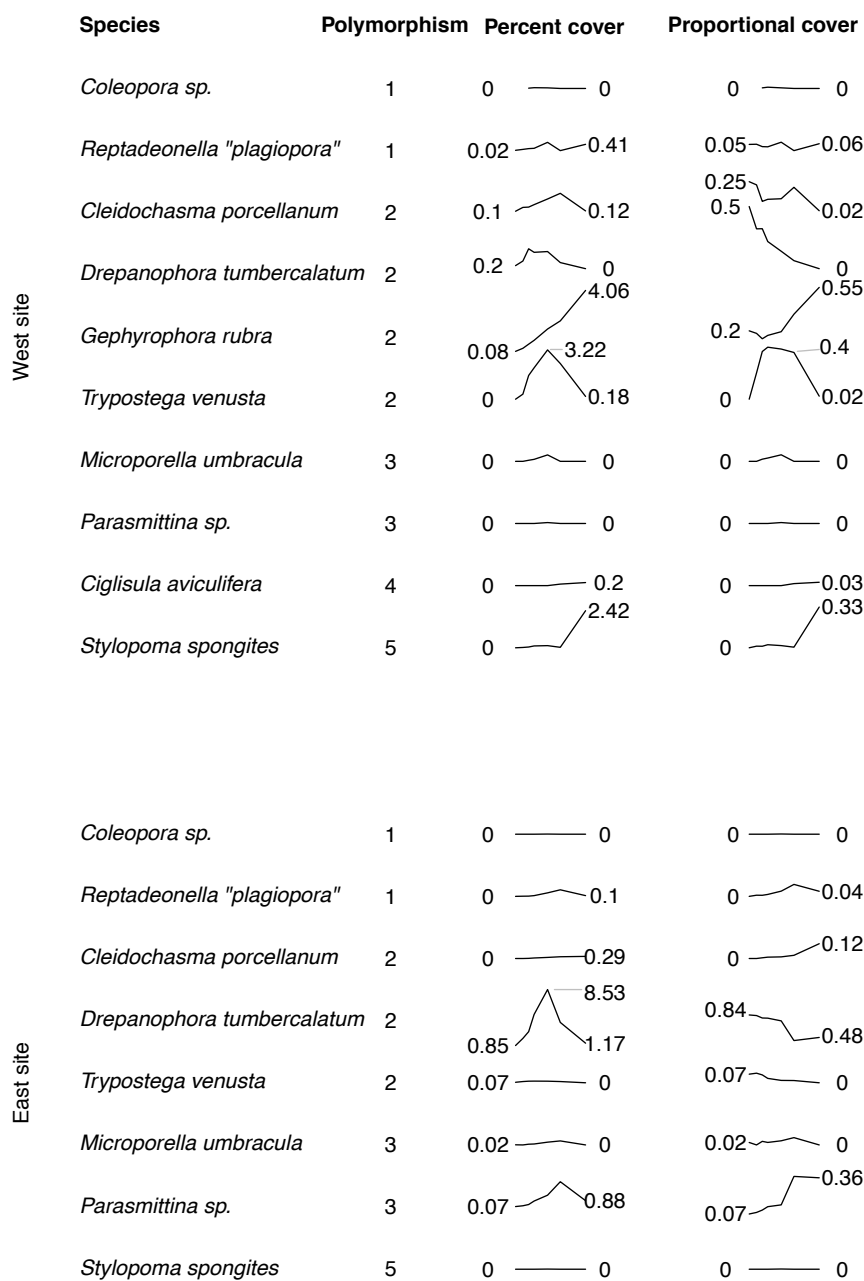 Species Polymorphism Percent cover Proportional cover
West site
Coleopora sp. 1 0 0 0 0
Reptadeonella "plagiopora" 1 0.02 0.41 0.05 0.06
Cleidochasma porcellanum 2 0.1 0.12 0.25 0.02
Drepanophora tumbercalatum 2 0.2 0 0.5 0
Gephyrophora rubra 2 0.08 4.06 0.2 0.55
Trypostega venusta 2 0 3.22 0.18 0 0.4 0.02
Microporella umbracula 3 0 0 0 0
Parasmittina sp. 3 0 0 0 0
Ciglisula aviculifera 4 0 0.2 0 0.03
Stylopoma spongites 5 0 2.42 0 0.33
East site
Coleopora sp. 1 0 0 0 0
Reptadeonella "plagiopora" 1 0 0.1 0 0.04
Cleidochasma porcellanum 2 0 0.29 0 0.12
Drepanophora tumbercalatum 2 0.85 8.53 1.17 0.84 0.48
Trypostega venusta 2 0.07 0 0.07 0
Microporella umbracula 3 0.02 0 0.02 0
Parasmittina sp. 3 0.07 0.88 0.07 0.36
Stylopoma spongites 5 0 0 0 0